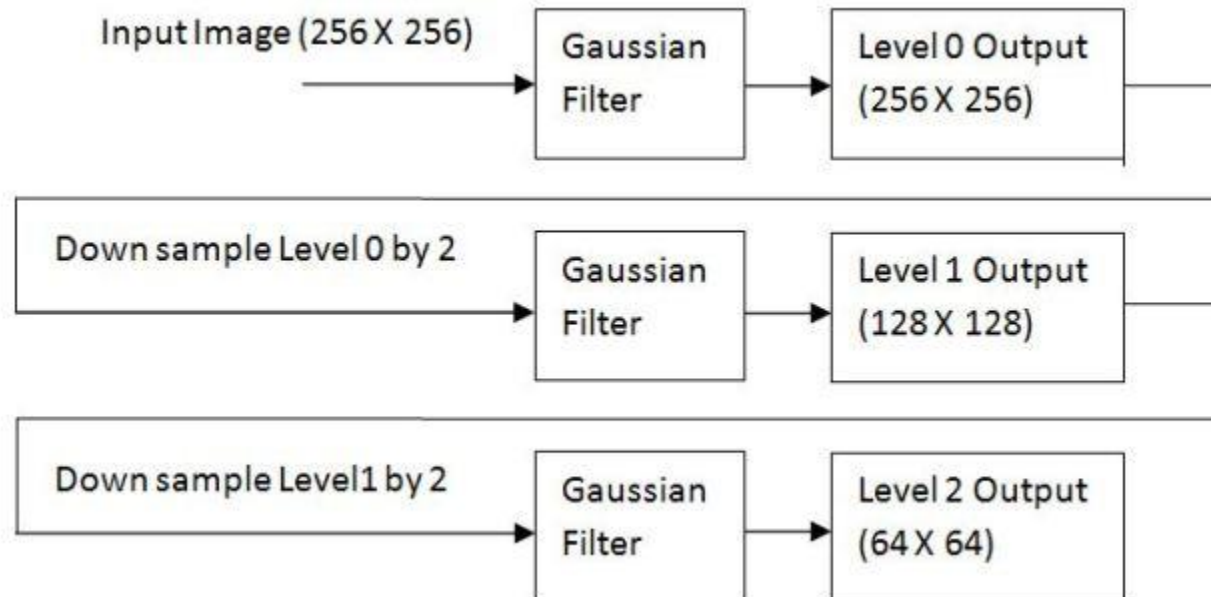 Input Image (256 X 256)
Gaussian
Filter
Level 0 Output
(256 X 256)
Down sample Level 0 by 2
Gaussian
Filter
Level 1 Output
(128 X 128)
Down sample Level1 by 2
Gaussian
Filter
Level 2 Output
(64 X 64)